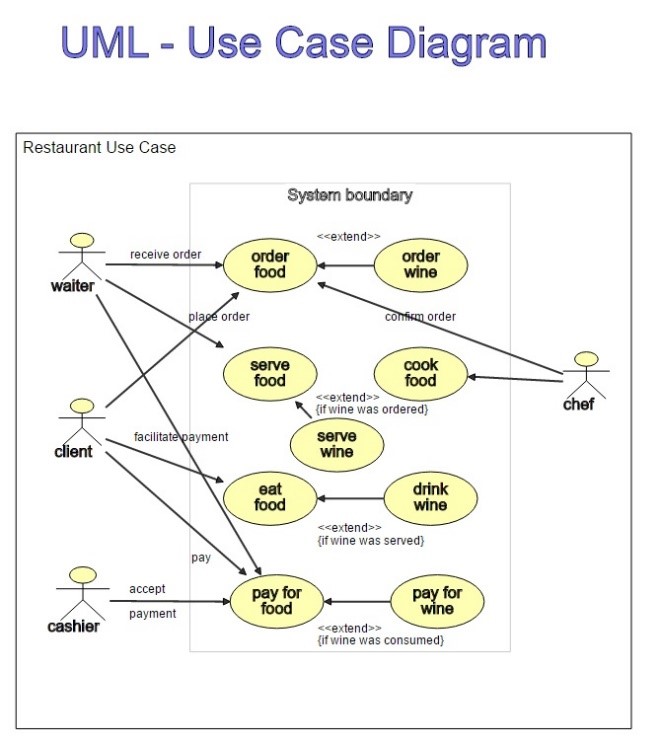 UML - Use Case Diagram
Restaurant Use Case
System boundary
<<extend>>
receive order
order
food
order
wine
waiter
place order
confirm order
serve
food
cook
food
<<extend>>
{if wine was ordered}
chef
facilitate payment
serve
wine
client
eat
food
drink
wine
<<extend>>
{if wine was served}
pay
accept
payment
pay for
food
pay for
wine
cashier
<<extend>>
{if wine was consumed}